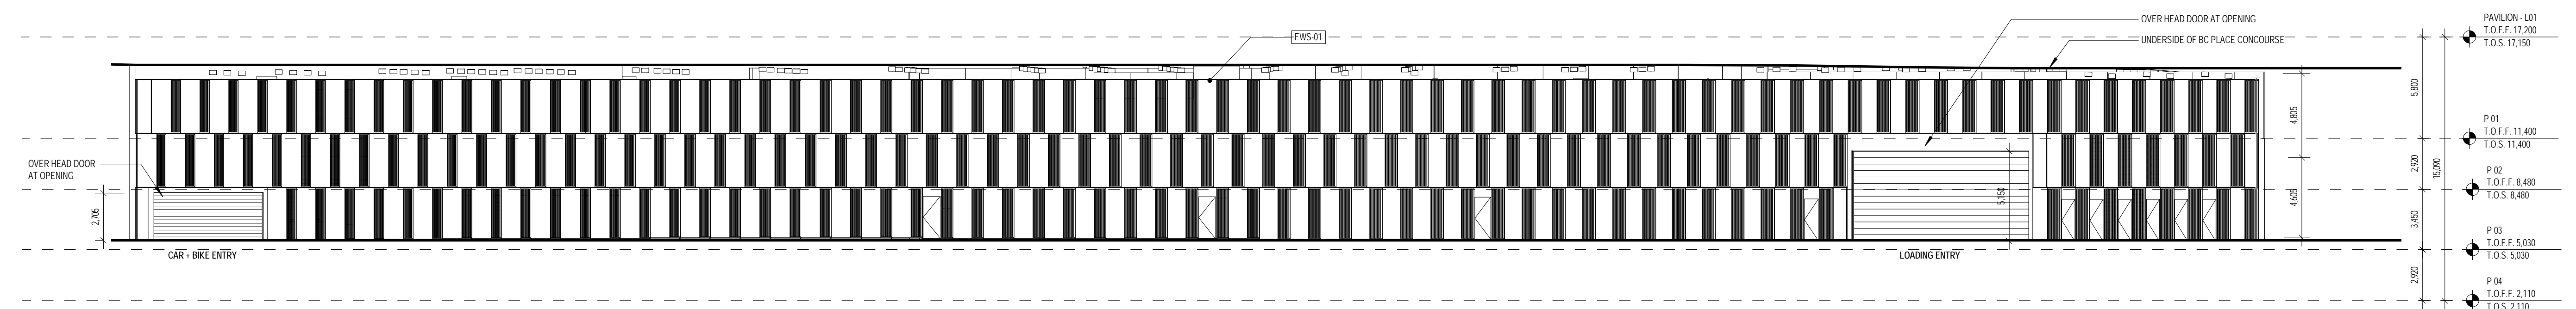 OVER HEAD DOOR AT OPENING
UNDERSIDE OF BC PLACE CONCOURSE
EWS-01
PAVILION - L01
T.O.F.F. 17,200
T.O.S. 17,150
5,800
4,805
P 01
T.O.F.F. 11,400
T.O.S. 11,400
OVER HEAD DOOR
AT OPENING
2,920
15,090
P 02
T.O.F.F. 8,480
T.O.S. 8,480
5,150
4,605
2,705
3,450
P 03
T.O.F.F. 5,030
T.O.S. 5,030
CAR + BIKE ENTRY
LOADING ENTRY
2,920
P 04
T.O.F.F. 2,110
T.O.S. 2,110